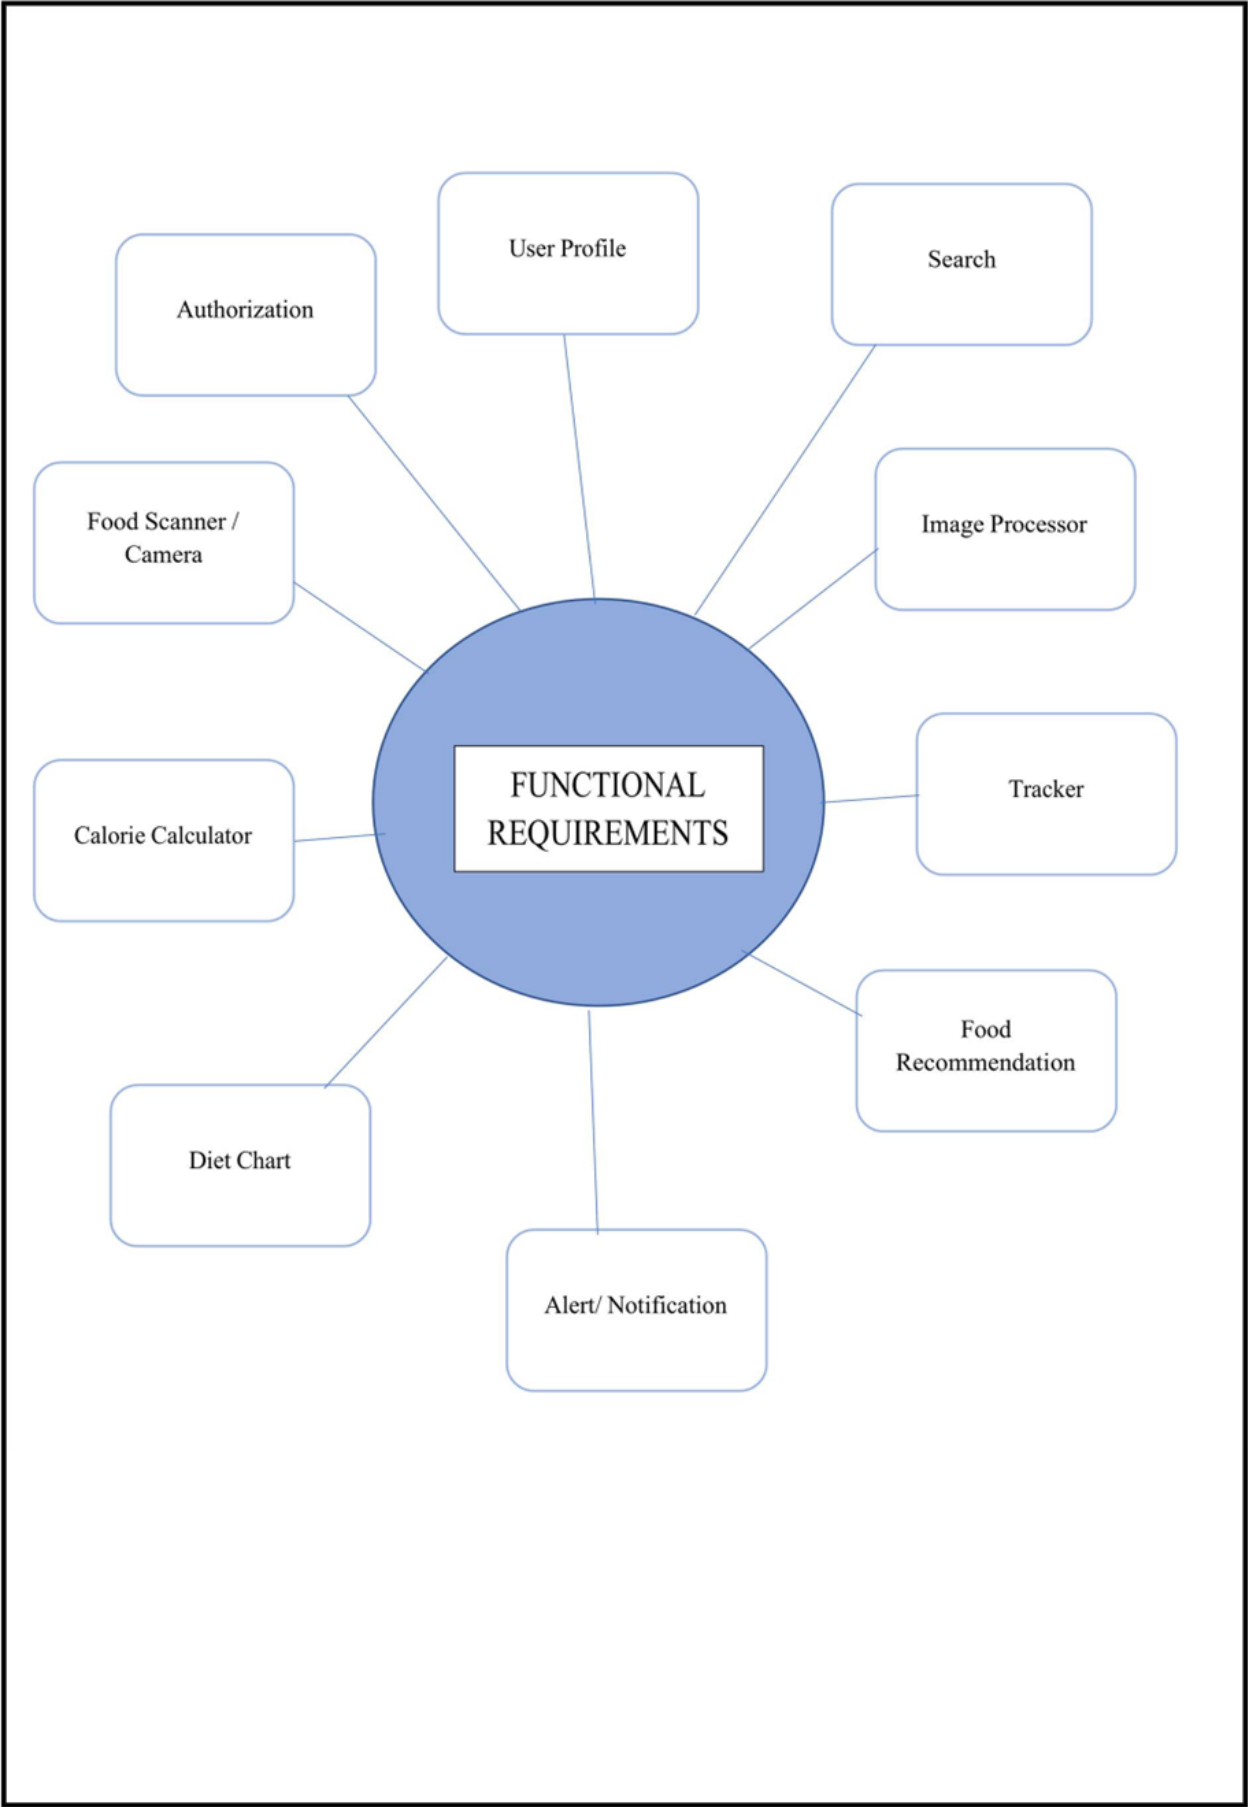 User Profile
Search
Authorization
Food Scanner /
Camera
Image Processor
FUNCTIONAL
REQUIREMENTS
Tracker
Calorie Calculator
Food
Recommendation
Diet Chart
Alert/ Notification